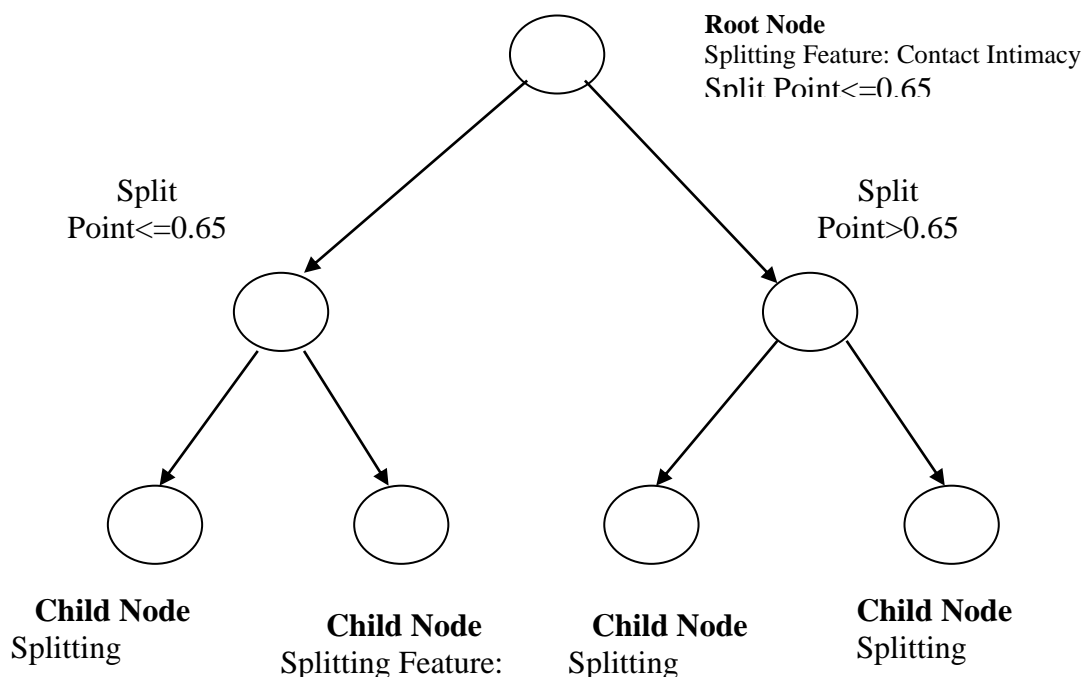 Root Node
Splitting Feature: Contact Intimacy
Split Point<=0.65
Split
Point<=0.65
Split
Point>0.65
Child Node
Splitting
Child Node
Splitting Feature:
Child Node
Splitting
Child Node
Splitting